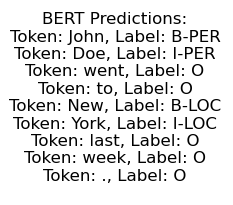 BERT Predictions:
Token: John, Label: B-PER
Token: Doe, Label: I-PER
Token: went, Label: O
Token: to, Label: O
Token: New, Label: B-LOC
Token: York, Label: I-LOC
Token: last, Label: O
Token: week, Label: O
Token: ., Label: O